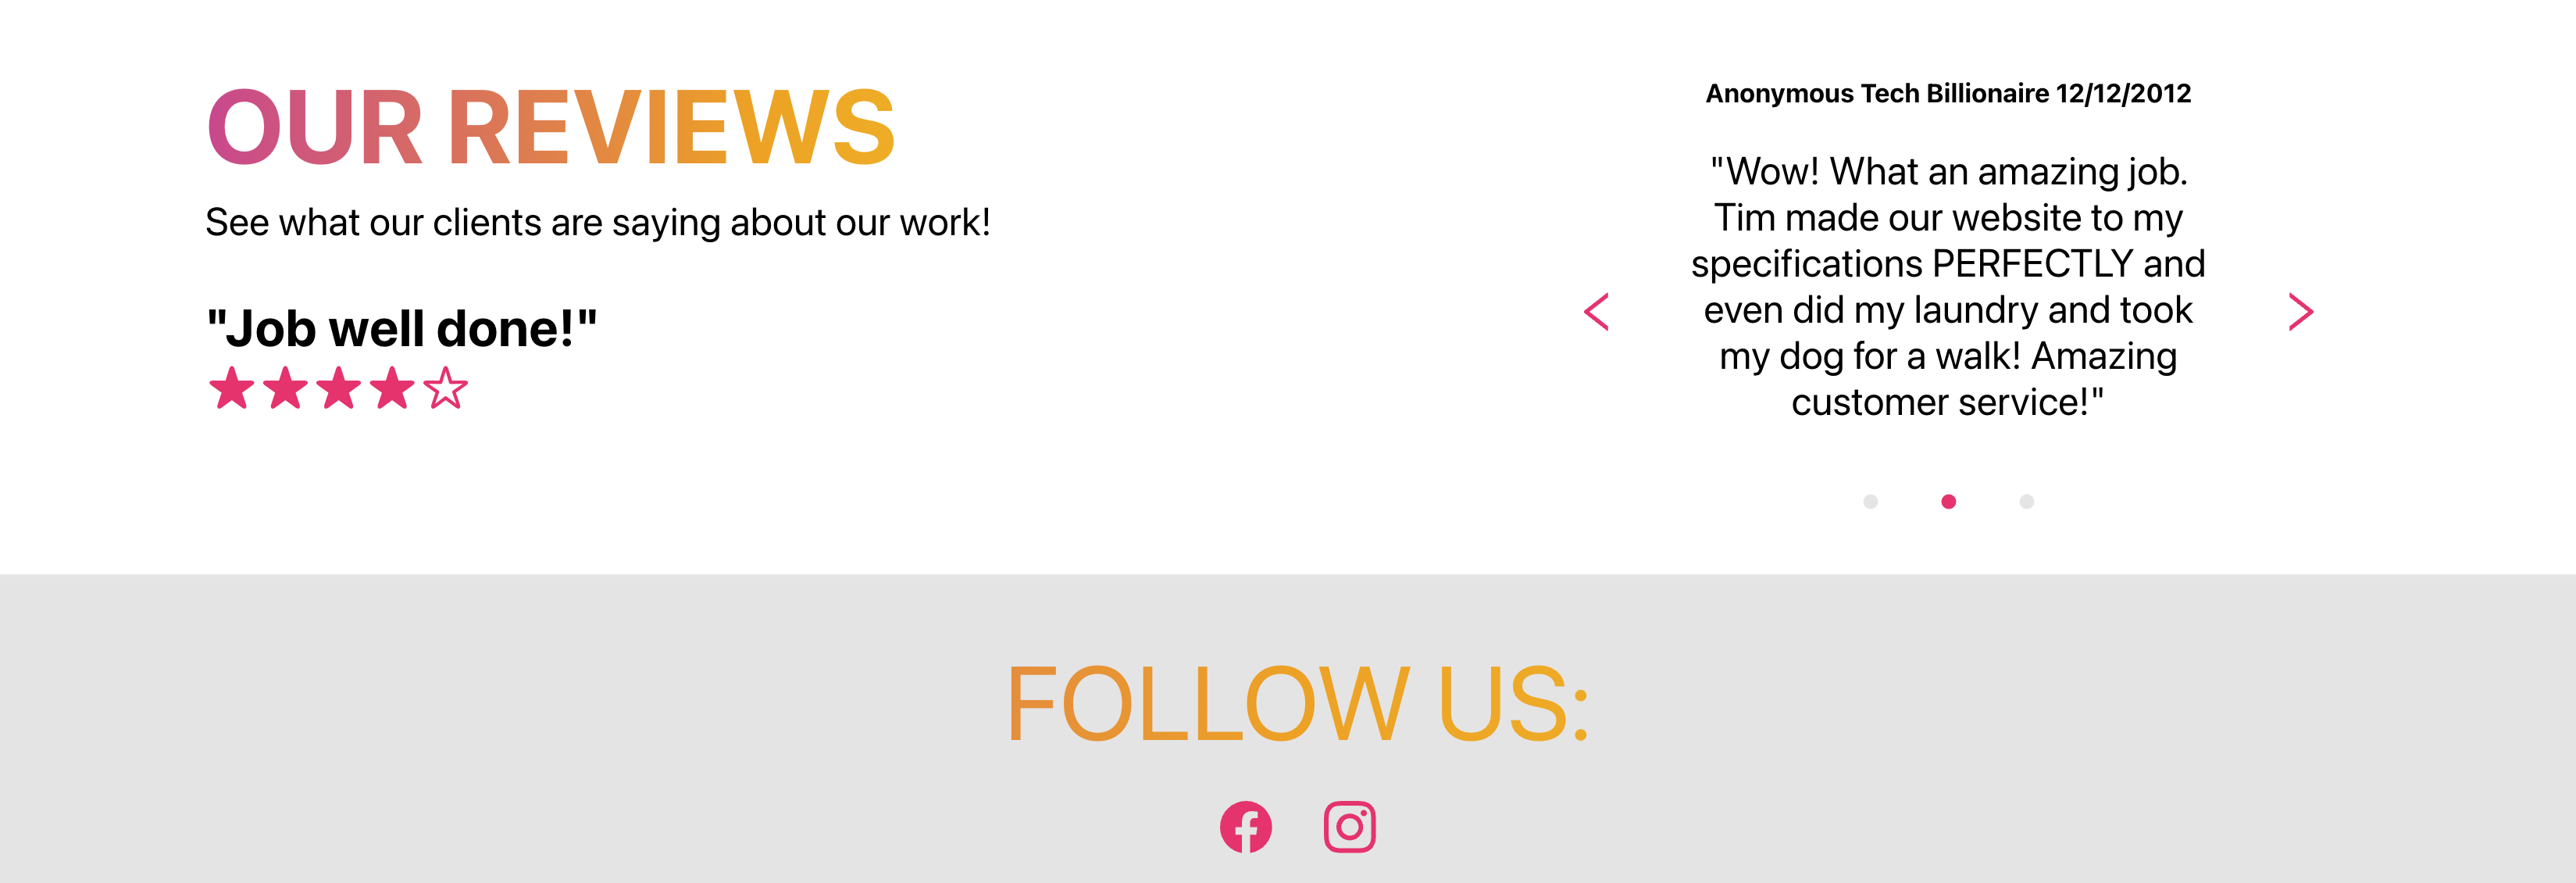 OUR REVIEWS
See what our clients are saying about our work!
"Job well done!"
Anonymous Tech Billionaire 12/12/2012
"Wow! What an amazing job.
Tim made our website to my
specifications PERFECTLY and
even did my laundry and took
my dog for a walk! Amazing
customer service!"
FOLLOW US: